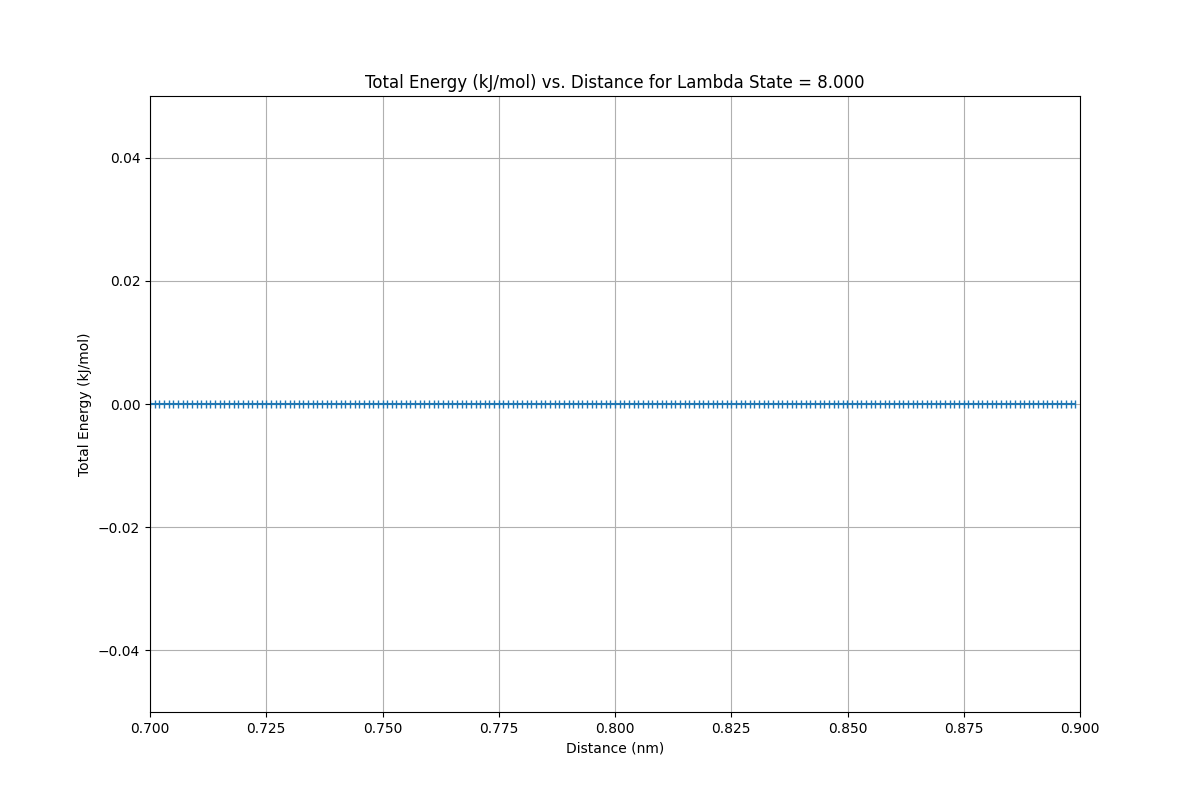 Total Energy (kJ/mol) vs. Distance for Lambda State = 8.000
0.04
0.02
0.00
−0.02
−0.04
Total Energy (kJ/mol)
0.700 0.725 0.750 0.775 0.800 0.825 0.850 0.875 0.900
Distance (nm)